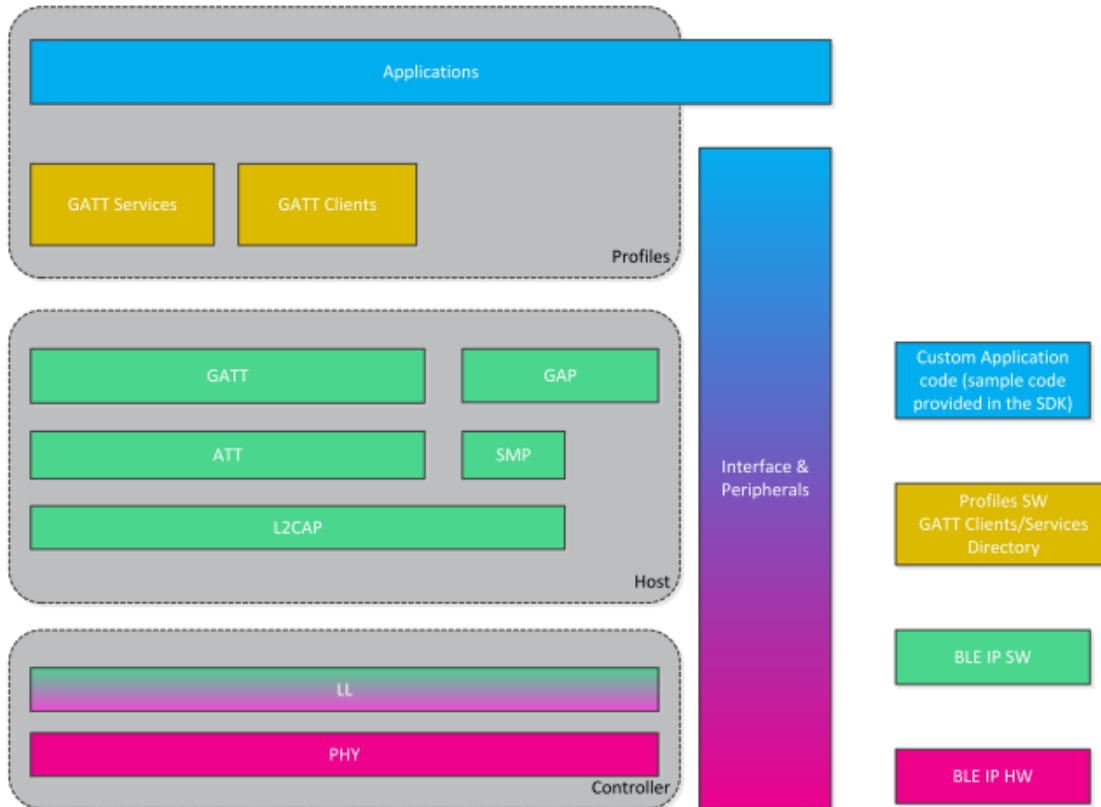 Applications
GATT Services
GATT Clients
Profiles
GATT
GAP
ATT
SMP
L2CAP
Host
LL
PHY
Controller
Interface &
Peripherals
Custom Application
code (sample code
provided in the SDK)
Profiles SW
GATT Clients/Services
Directory
BLE IP SW
BLE IP HW